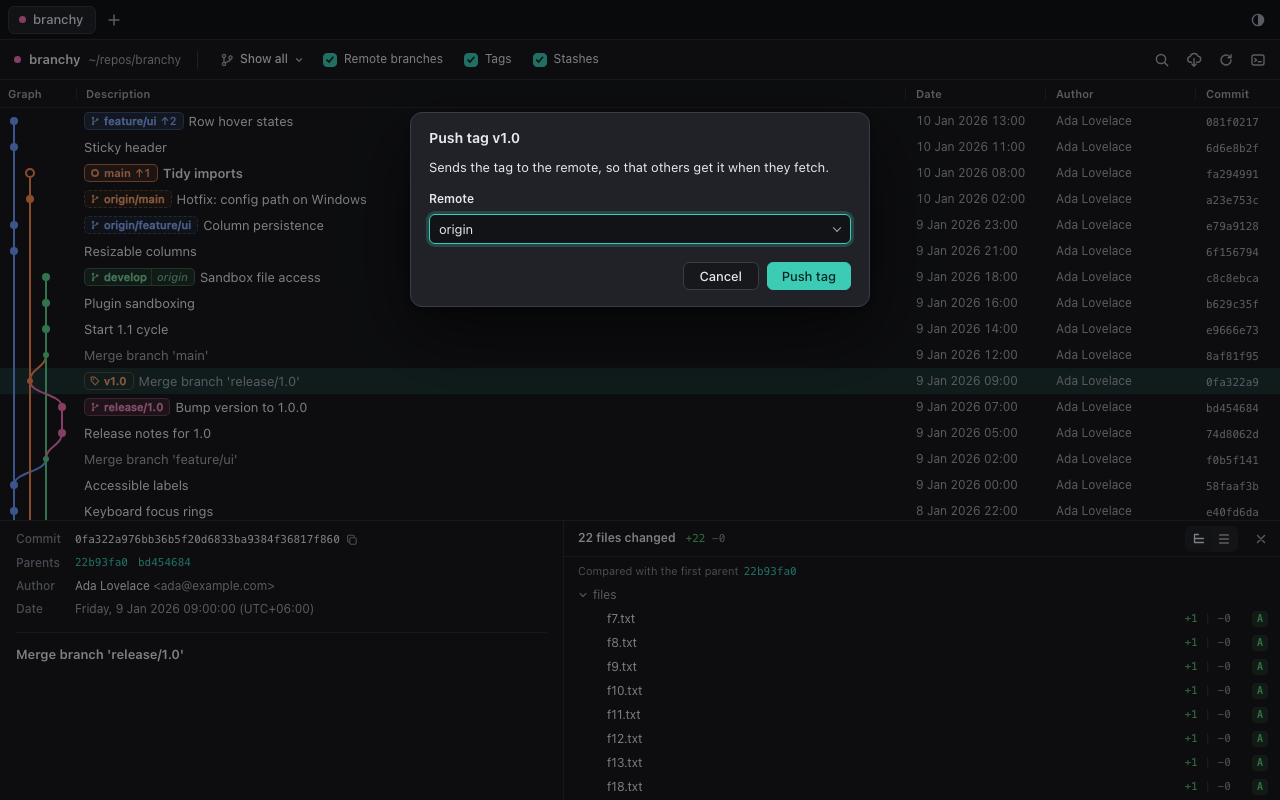 branchy
branchy ~/repos/branchy Show all Remote branches Tags Stashes
Graph Description Date Author Commit
feature/ui ↑2 Row hover states 10 Jan 2026 13:00 Ada Lovelace 081f0217
Sticky header 10 Jan 2026 11:00 Ada Lovelace 6d6e8b2f
main ↑1 Tidy imports 10 Jan 2026 08:00 Ada Lovelace fa294991
origin/main Hotfix: config path on Windows 10 Jan 2026 02:00 Ada Lovelace a23e753c
origin/feature/ui Column persistence 9 Jan 2026 23:00 Ada Lovelace e79a9128
Resizable columns 9 Jan 2026 21:00 Ada Lovelace 6f156794
develop origin Sandbox file access 9 Jan 2026 18:00 Ada Lovelace c8c8ebca
Plugin sandboxing 9 Jan 2026 16:00 Ada Lovelace b629c35f
Start 1.1 cycle 9 Jan 2026 14:00 Ada Lovelace e9666e73
Merge branch 'main' 9 Jan 2026 12:00 Ada Lovelace 8af81f95
v1.0 Merge branch 'release/1.0' 9 Jan 2026 09:00 Ada Lovelace 0fa322a9
release/1.0 Bump version to 1.0.0 9 Jan 2026 07:00 Ada Lovelace bd454684
Release notes for 1.0 9 Jan 2026 05:00 Ada Lovelace 74d8062d
Merge branch 'feature/ui' 9 Jan 2026 02:00 Ada Lovelace f0b5f141
Accessible labels 9 Jan 2026 00:00 Ada Lovelace 58faaf3b
Keyboard focus rings 8 Jan 2026 22:00 Ada Lovelace e40fd6da
Push tag v1.0
Sends the tag to the remote, so that others get it when they fetch.
Remote
origin
Cancel Push tag
Commit 0fa322a976bb36b5f20d6833ba9384f36817f860
Parents 22b93fa0 bd454684
Author Ada Lovelace <ada@example.com>
Date Friday, 9 Jan 2026 09:00:00 (UTC+06:00)
Merge branch 'release/1.0'
22 files changed +22 −0
Compared with the first parent 22b93fa0
files
f7.txt +1 −0 A
f8.txt +1 −0 A
f9.txt +1 −0 A
f10.txt +1 −0 A
f11.txt +1 −0 A
f12.txt +1 −0 A
f13.txt +1 −0 A
f18.txt +1 −0 A